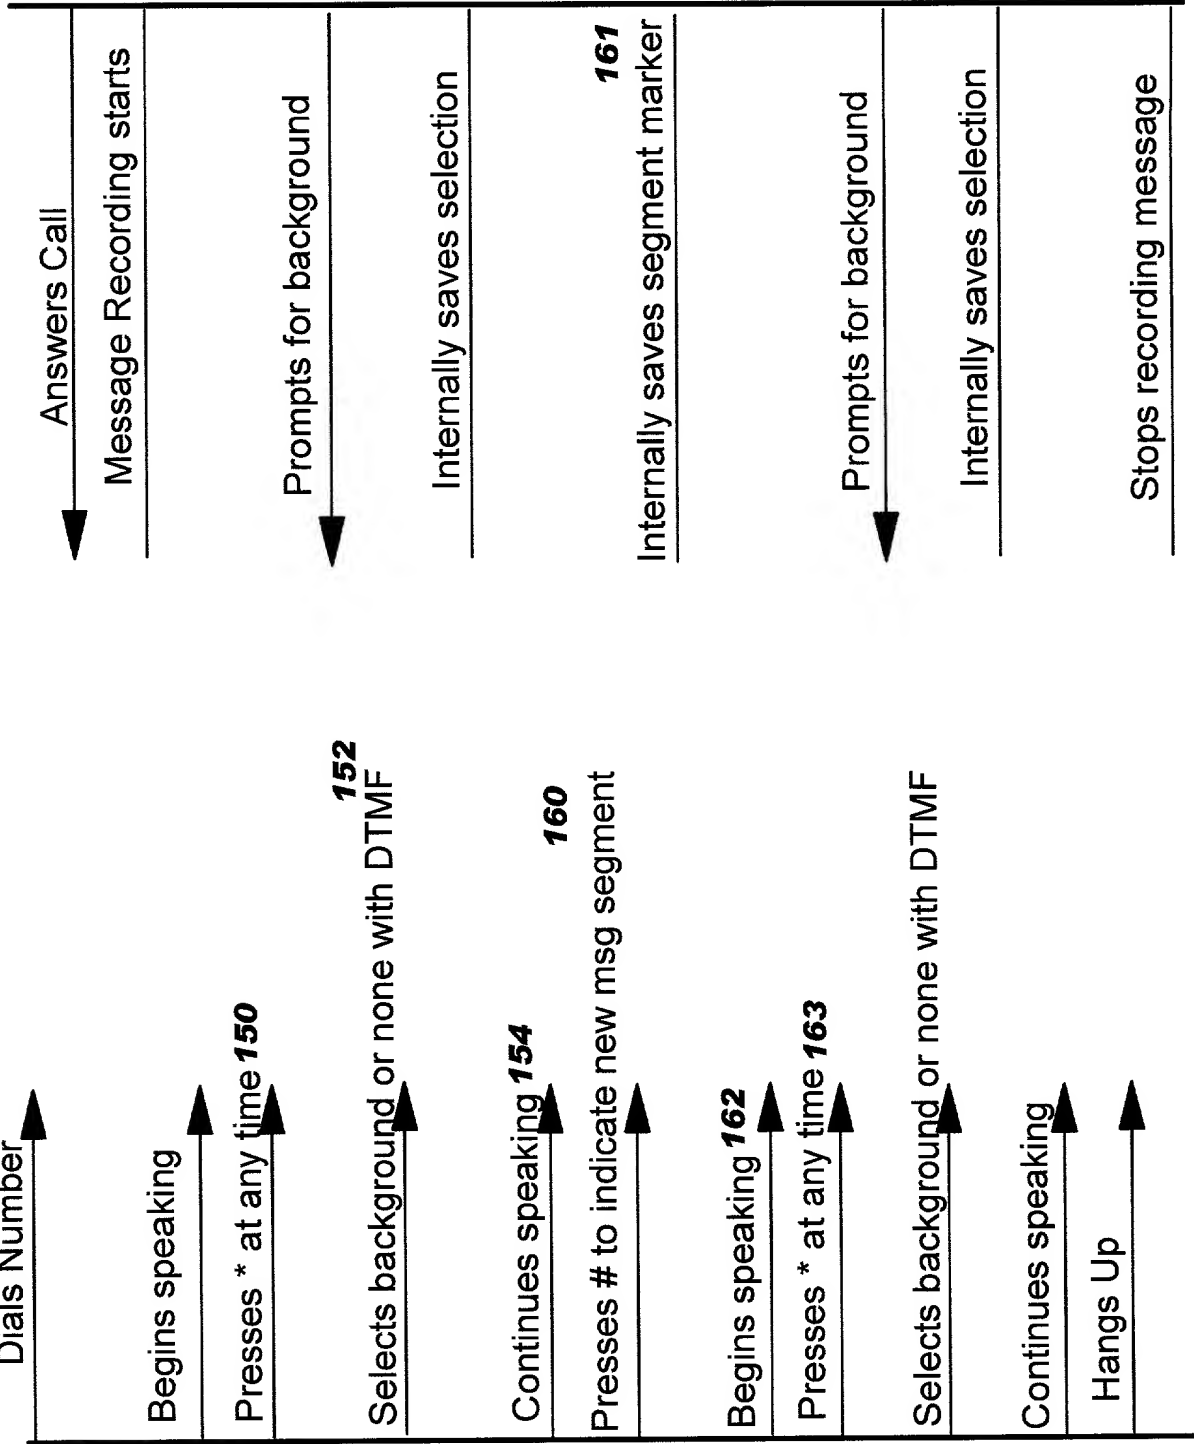 Dials Number
Answers Call
Message Recording starts
Begins speaking
Presses * at any time 150
Prompts for background
152
Selects background or none with DTMF
Internally saves selection
Continues speaking 154
160
Presses # to indicate new msg segment
161
Internally saves segment marker
Begins speaking 162
Presses * at any time 163
Prompts for background
Selects background or none with DTMF
Internally saves selection
Continues speaking
Hangs Up
Stops recording message